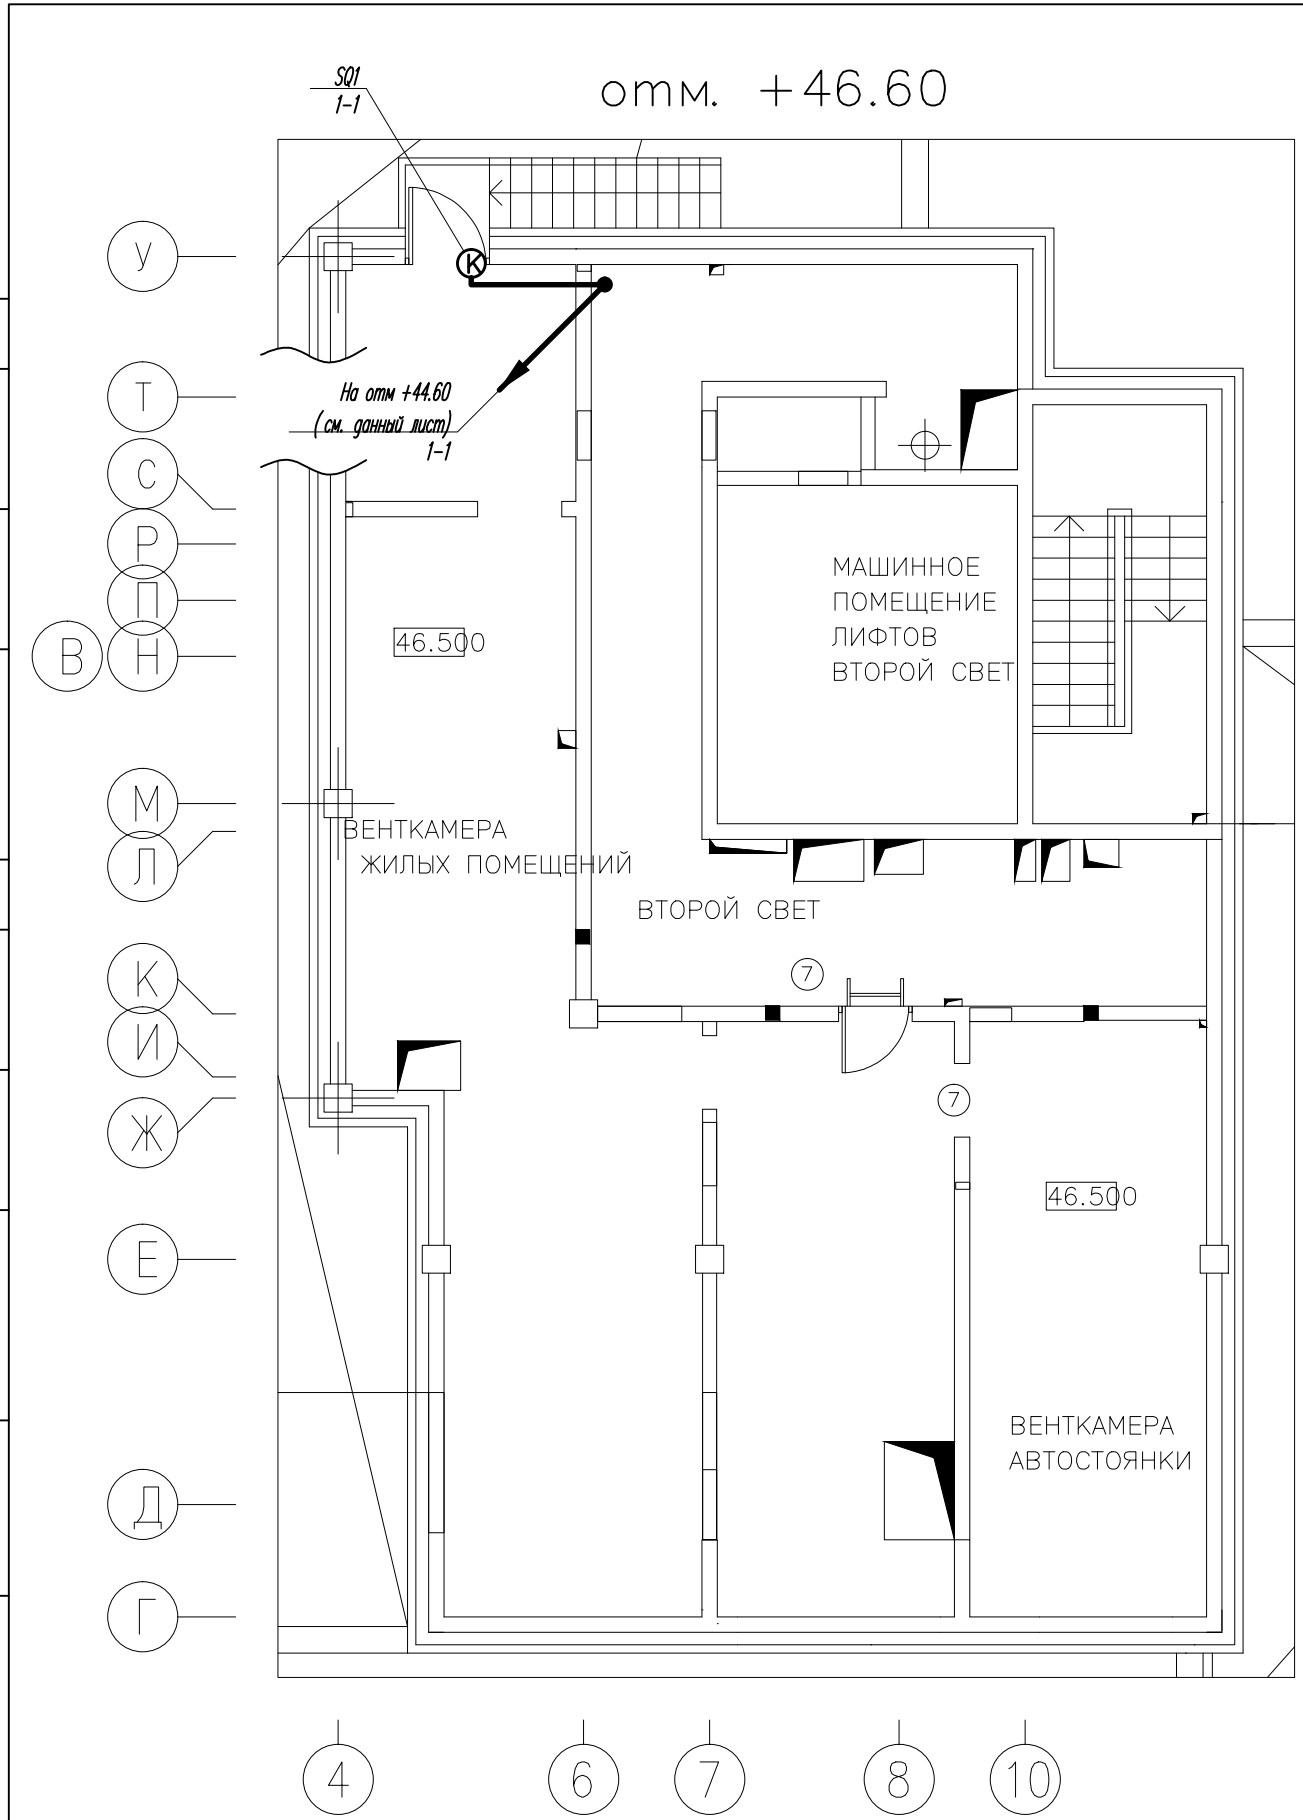 SQ1
1-1
отм. +46.60
У
Т
На отм +44.60
(см. данный лист)
1-1
С
Р
П
В Н
46.500
МАШИННОЕ
ПОМЕЩЕНИЕ
ЛИФТОВ
ВТОРОЙ СВЕТ
К
М
ВЕНТКАМЕРА
ЖИЛЫХ ПОМЕЩЕНИЙ
Л
ВТОРОЙ СВЕТ
7
К
И
7
Ж
46.500
Е
ВЕНТКАМЕРА
АВТОСТОЯНКИ
Д
Г
4 6 7 8 10